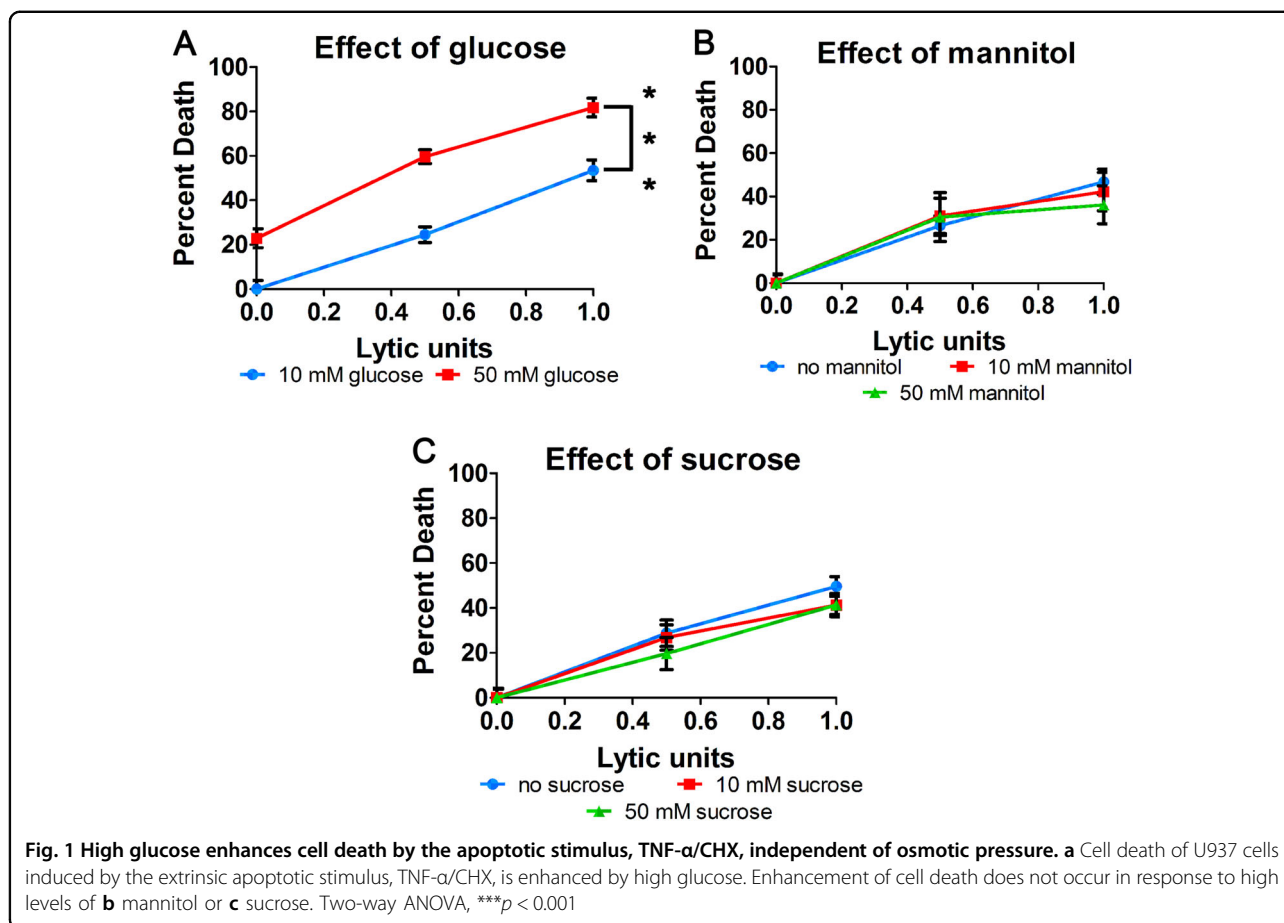 A
Effect of glucose
Percent Death
100
80
60
40
20
0
0.0 0.2 0.4 0.6 0.8 1.0
Lytic units
10 mM glucose 50 mM glucose
*
*
*
B
Effect of mannitol
Percent Death
100
80
60
40
20
0
0.0 0.2 0.4 0.6 0.8 1.0
Lytic units
no mannitol 10 mM mannitol
50 mM mannitol
C
Effect of sucrose
Percent Death
100
80
60
40
20
0
0.0 0.2 0.4 0.6 0.8 1.0
Lytic units
no sucrose 10 mM sucrose
50 mM sucrose
Fig. 1 High glucose enhances cell death by the apoptotic stimulus, TNF-α/CHX, independent of osmotic pressure. a Cell death of U937 cells
induced by the extrinsic apoptotic stimulus, TNF-α/CHX, is enhanced by high glucose. Enhancement of cell death does not occur in response to high
levels of b mannitol or c sucrose. Two-way ANOVA, ***p < 0.001